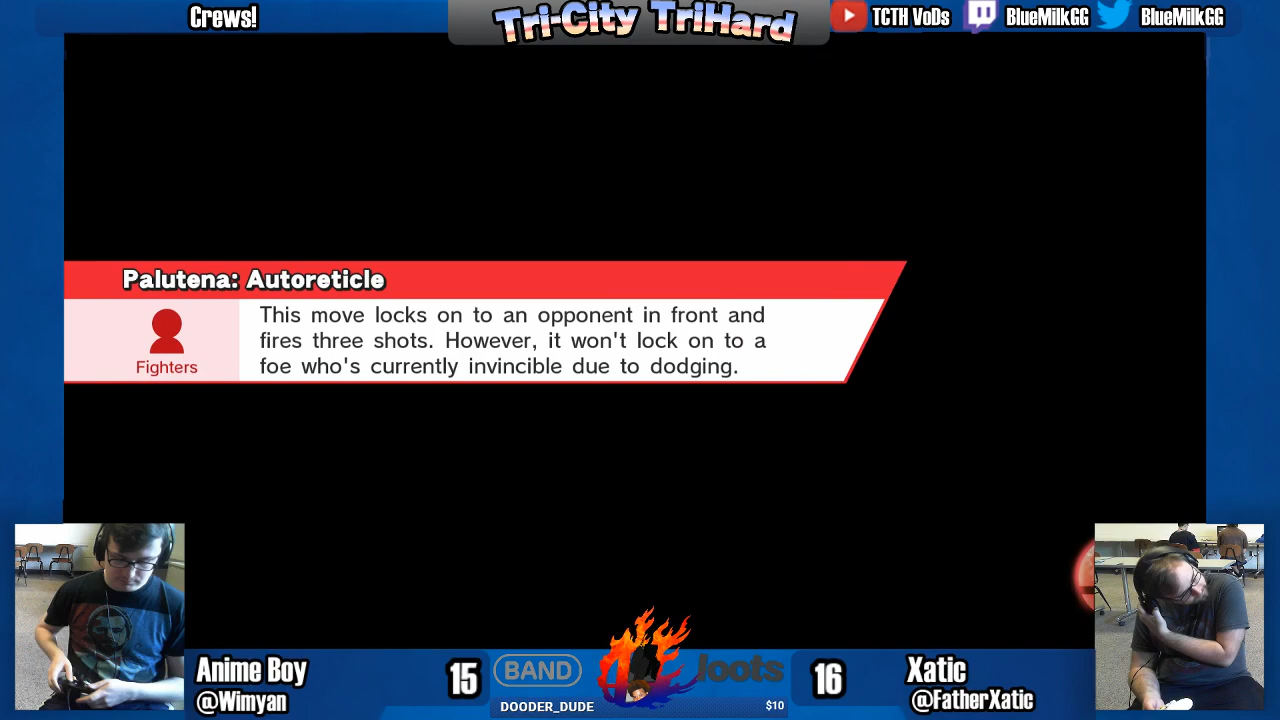 Crews!
Tri-City TriHard
TCTH VoDs
BlueMilkGG
BlueMilkGG
Palutena: Autoreticle
Fighters
This move locks on to an opponent in front and
fires three shots. However, it won't lock on to a
foe who's currently invincible due to dodging.
Anime Boy
@Wimyan
15
BAND
loots
DOODER_DUDE
$10
16
Xatic
@FatherXatic